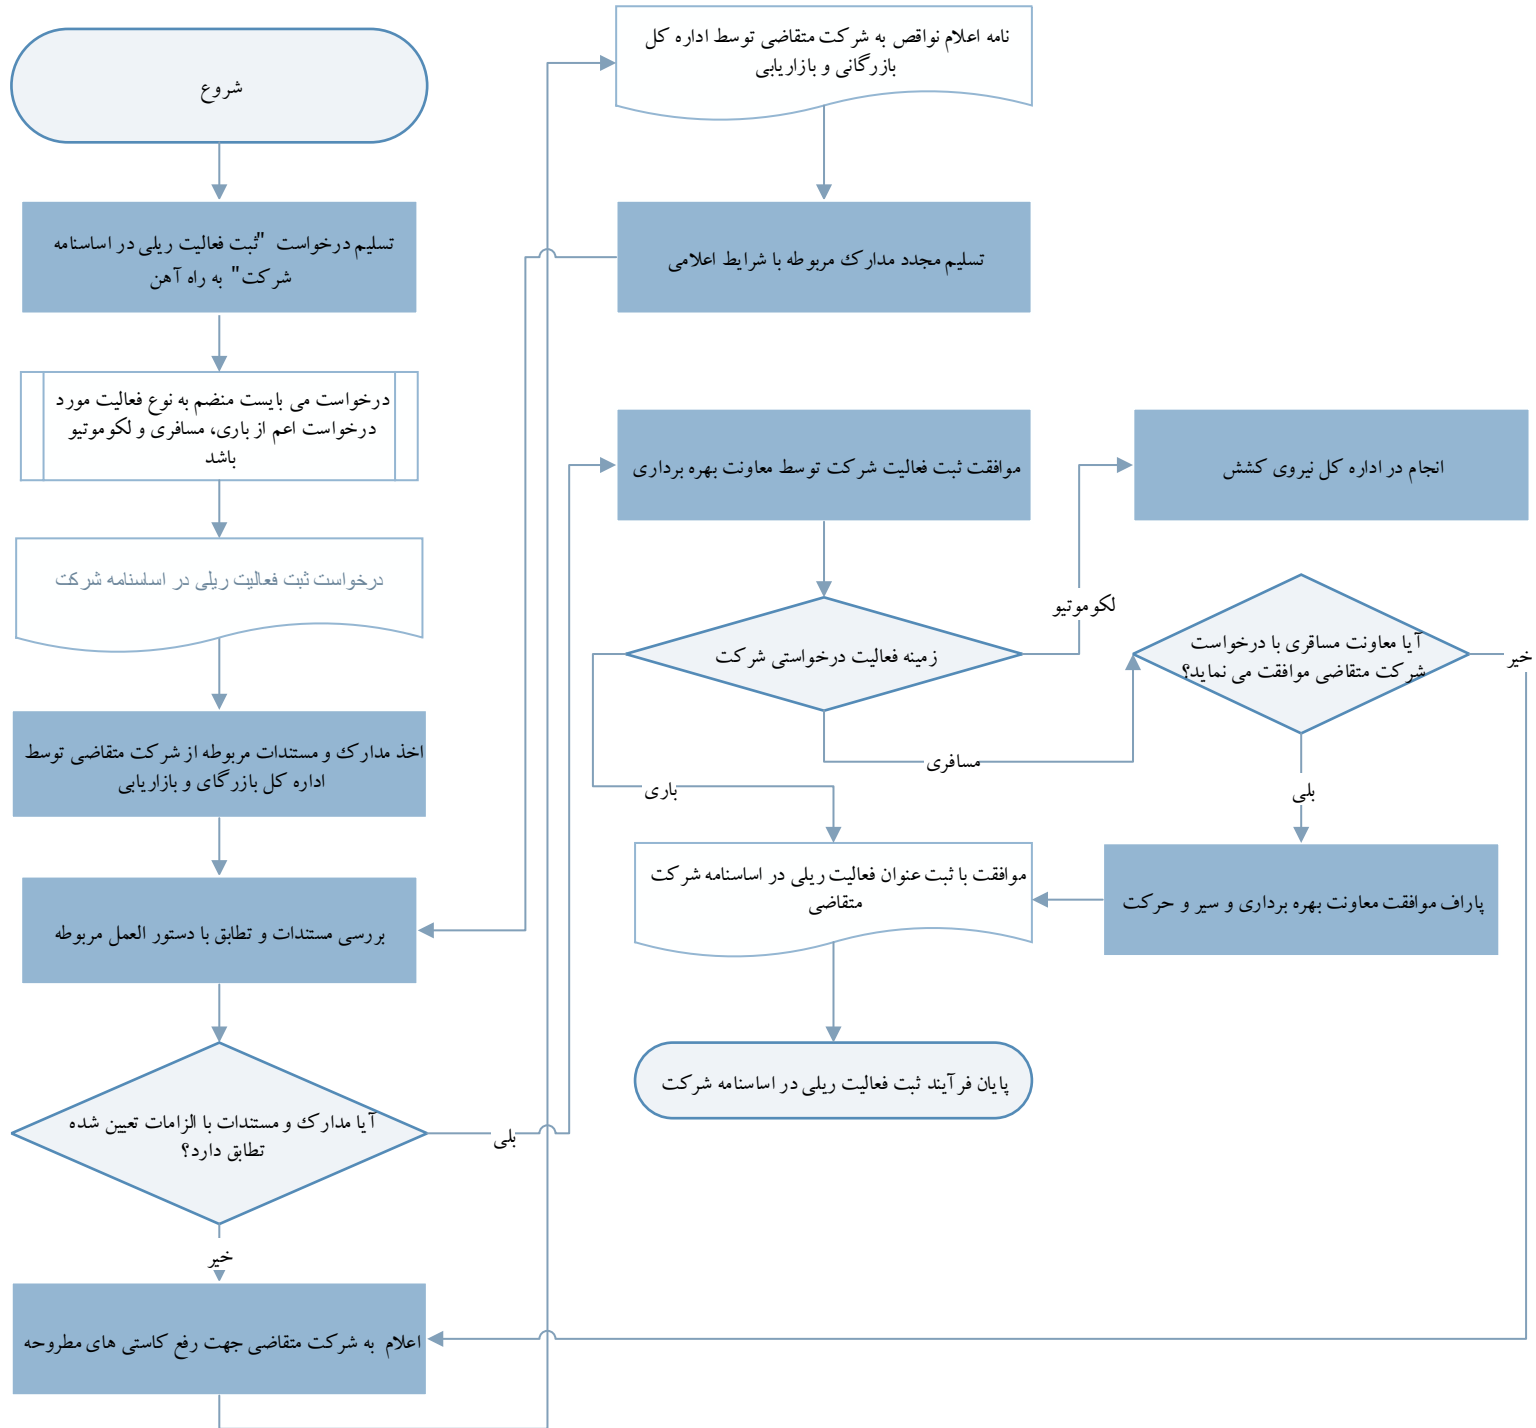 شروع
تسلیم درخواست "ثبت فعالیت ریلی در اساسنامه
شرکت" به راه آهن
درخواست می بایست منضم به نوع فعالیت مورد
درخواست اعم از باری، مسافری و لکوموتیو
باشد
درخواست ثبت فعالیت ریلی در اساسنامه شرکت
اخذ مدارک و مستندات مربوطه از شرکت متقاضی توسط
اداره کل بازرگای و بازاریابی
بررسی مستندات و تطابق با دستور العمل مربوطه
آیا مدارک و مستندات با الزامات تعیین شده
تطابق دارد؟
بلی
خیر
اعلام به شرکت متقاضی جهت رفع کاستی های مطروحه
نامه اعلام نواقص به شرکت متقاضی توسط اداره کل
بازرگانی و بازاریابی
تسلیم مجدد مدارک مربوطه با شرایط اعلامی
موافقت ثبت فعالیت شرکت توسط معاونت بهره برداری
زمینه فعالیت درخواستی شرکت
لکوموتیو
مسافری
باری
انجام در اداره کل نیروی کشش
آیا معاونت مسافری با درخواست
شرکت متقاضی موافقت می نماید؟
خیر
بلی
پاراف موافقت معاونت بهره برداری و سیر و حرکت
موافقت با ثبت عنوان فعالیت ریلی در اساسنامه شرکت
متقاضی
پایان فرآیند ثبت فعالیت ریلی در اساسنامه شرکت